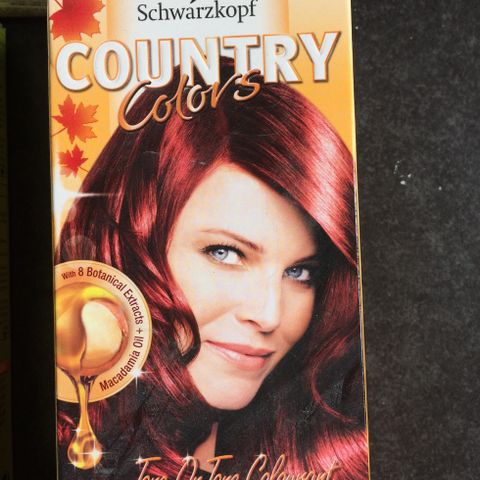 Schwarzkopf
COUNTRY
Colors
With 8 Botanical Extracts + Macadamia Oil
Tone On Tone Colourant